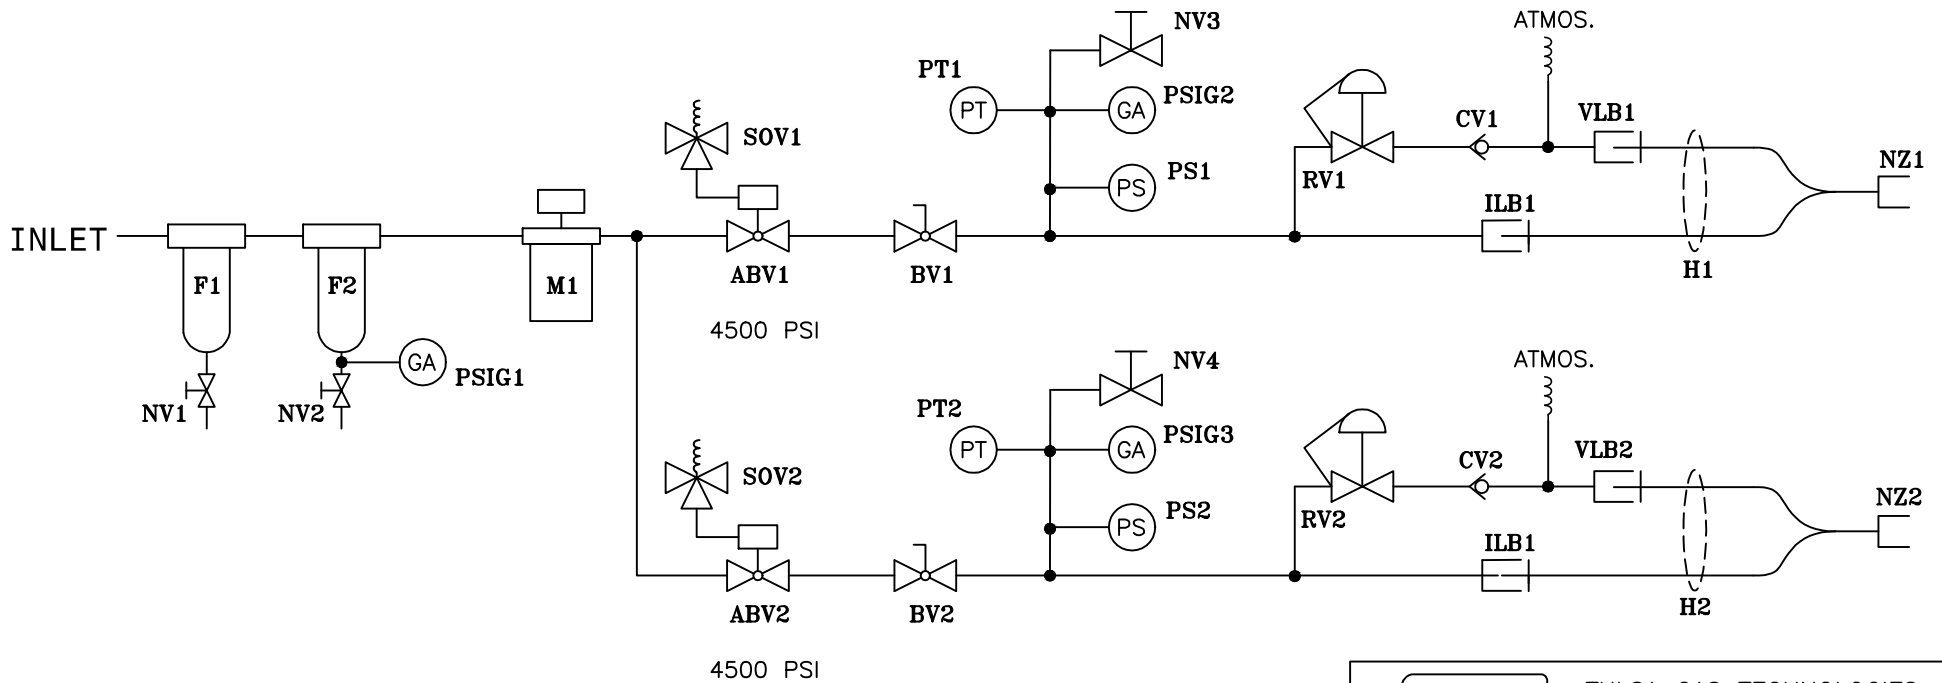 ATMOS.
NV3
PT1
PT
GA
PSIG2
SOV1
CV1
VLB1
PS
PS1
RV1
NZ1
ILB1
INLET
F1
F2
M1
ABV1
BV1
H1
4500 PSI
GA
PSIG1
NV1
NV2
NV4
ATMOS.
PT2
PT
GA
PSIG3
SOV2
CV2
VLB2
PS
PS2
RV2
NZ2
ILB1
ABV2
BV2
H2
4500 PSI